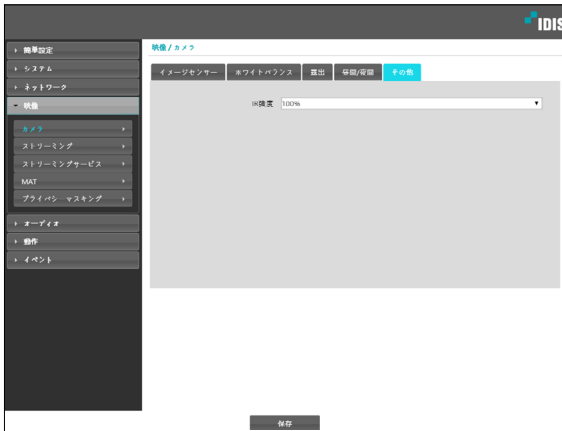 IDIS
簡単設定
システム
ネットワーク
映像
カメラ
ストリーミング
ストリーミングサービス
MAT
プライバシーマスキング
オーディオ
動作
イベント
映像 / カメラ
イメージセンサー ホワイトバランス 露出 昼間/夜間 その他
IR強度 100%
保存